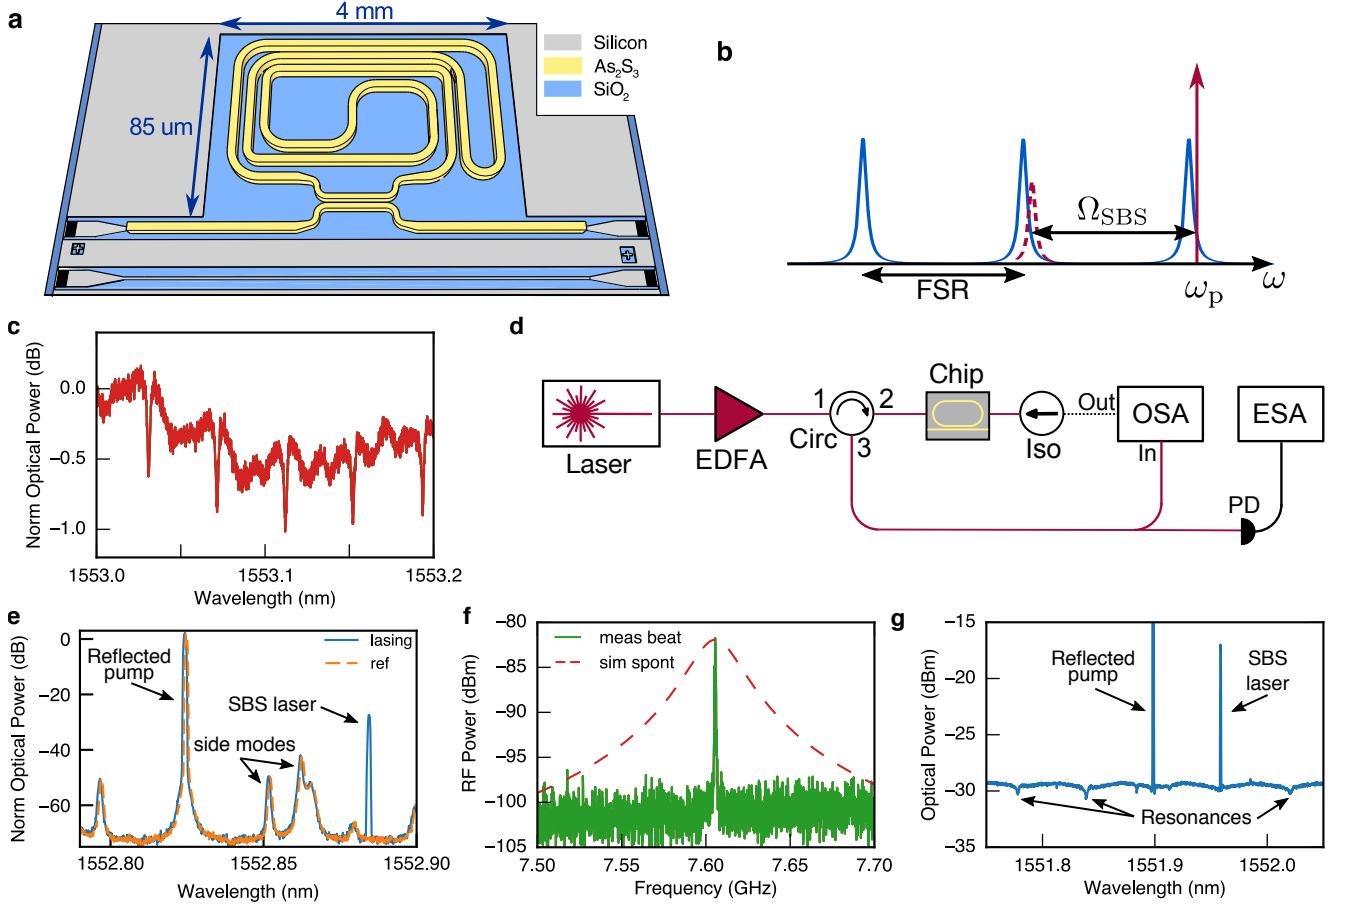 a
4 mm
85 um
Silicon
As2S3
SiO2
b
ΩSBS
FSR
ωp
ω
c
Norm Optical Power (dB)
0.0
−0.5
−1.0
1553.0
1553.1
1553.2
Wavelength (nm)
d
Laser
EDFA
1
2
3
Circ
Chip
Iso
Out
OSA
In
ESA
PD
e
Norm Optical Power (dB)
0
−20
−40
−60
Reflected
pump
SBS laser
side modes
lasing
ref
1552.80
1552.85
1552.90
Wavelength (nm)
f
RF Power (dBm)
−80
−85
−90
−95
−100
−105
meas beat
sim spont
7.50
7.55
7.60
7.65
7.70
Frequency (GHz)
g
Optical Power (dBm)
−15
−20
−25
−30
−35
Reflected
pump
SBS
laser
Resonances
1551.8
1551.9
1552.0
Wavelength (nm)